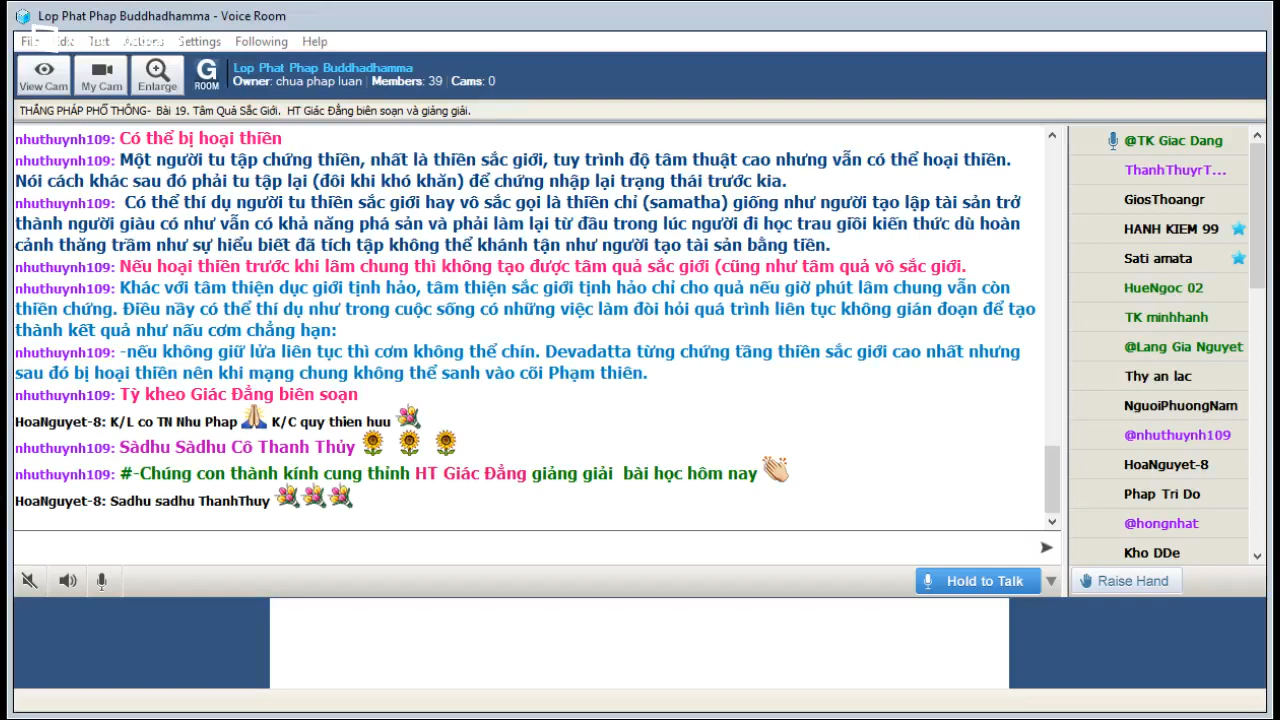 Lop Phat Phap Buddhadhamma - Voice Room
Text Actions Settings Following Help
View Cam My Cam Enlarge G ROOM
Lop Phat Phap Buddhadhamma
Owner: chua phap luan Members: 39 Cams: 0
THẮNG PHÁP PHỔ THÔNG- Bài 19. Tâm Quả Sắc Giới. HT Giác Đẳng biên soạn và giảng giải.
nhuthuynh109: Có thể bị hoại thiền
nhuthuynh109: Một người tu tập chứng thiền, nhất là thiền sắc giới, tuy trình độ tâm thuật cao nhưng vẫn có thể hoại thiền.
Nói cách khác sau đó phải tu tập lại (đôi khi khó khăn) để chứng nhập lại trạng thái trước kia.
nhuthuynh109: Có thể thí dụ người tu thiền sắc giới hay vô sắc gọi là thiền chỉ (samatha) giống như người tạo lập tài sản trở
thành người giàu có như vẫn có khả năng phá sản và phải làm lại từ đầu trong lúc người đi học trau giồi kiến thức dù hoàn
cảnh thăng trầm như sự hiểu biết đã tích tập không thể khánh tận như người tạo tài sản bằng tiền.
nhuthuynh109: Nếu hoại thiền trước khi lâm chung thì không tạo được tâm quả sắc giới (cũng như tâm quả vô sắc giới.
nhuthuynh109: Khác với tâm thiện dục giới tịnh hảo, tâm thiện sắc giới tịnh hảo chỉ cho quả nếu giờ phút lâm chung vẫn còn
thiền chứng. Điều nầy có thể thí dụ như trong cuộc sống có những việc làm đòi hỏi quá trình liên tục không gián đoạn để tạo
thành kết quả như nấu cơm chẳng hạn:
nhuthuynh109: -nếu không giữ lửa liên tục thì cơm không thể chín. Devadatta từng chứng tầng thiền sắc giới cao nhất nhưng
sau đó bị hoại thiền nên khi mạng chung không thể sanh vào cõi Phạm thiên.
nhuthuynh109: Tỳ kheo Giác Đẳng biên soạn
HoaNguyet-8: K/L co TN Nhu Phap K/C quy thien huu
nhuthuynh109: Sàdhu Sàdhu Cô Thanh Thủy
nhuthuynh109: #-Chúng con thành kính cung thỉnh HT Giác Đẳng giảng giải bài học hôm nay
HoaNguyet-8: Sadhu sadhu ThanhThuy
Hold to Talk
@TK Giac Dang
ThanhThuyrT...
GiosThoangr
HANH KIEM 99
Sati amata
HueNgoc 02
TK minhhanh
@Lang Gia Nguyet
Thy an lac
NguoiPhuongNam
@nhuthuynh109
HoaNguyet-8
Phap Tri Do
@hongnhat
Kho DDe
Raise Hand